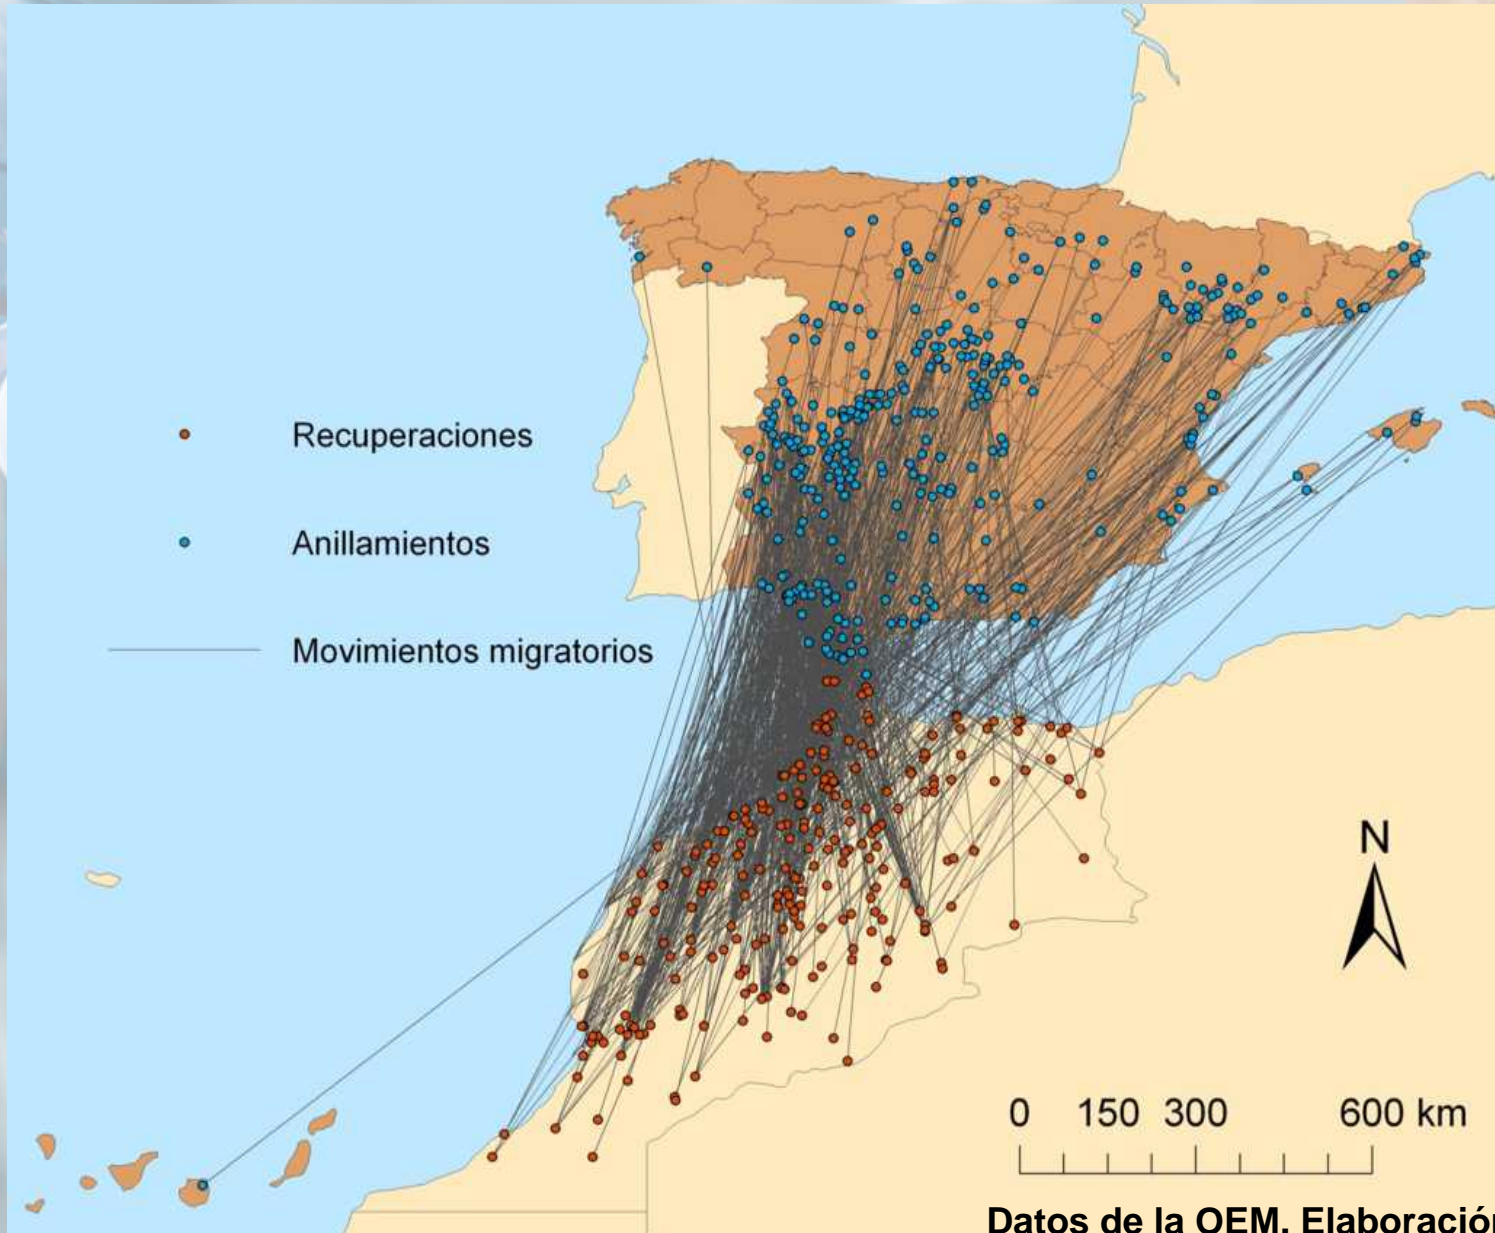 Recuperaciones
Anillamientos
Movimientos migratorios
N
0 150 300 600 km
Datos de la OEM. Elaboración